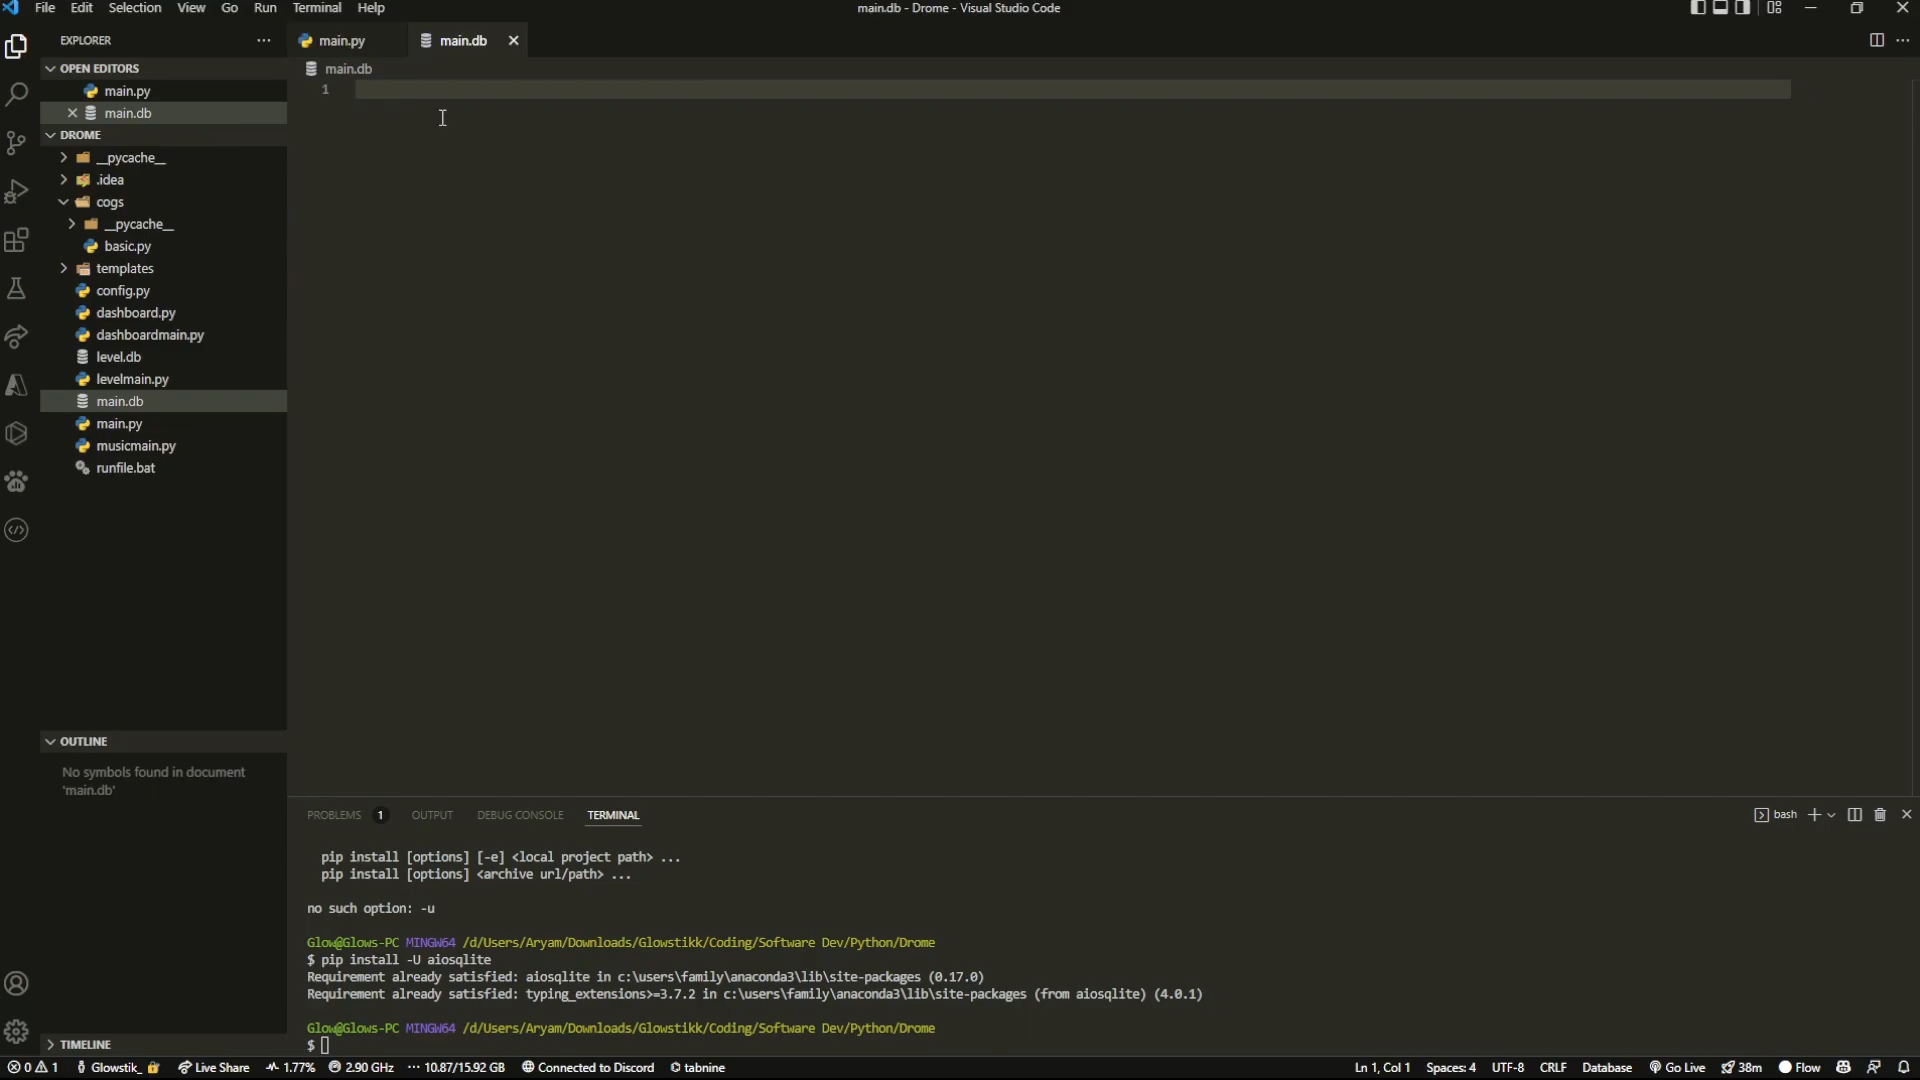 File Edit Selection View Go Run Terminal Help
main.db - Drome - Visual Studio Code
EXPLORER
main.py
main.db
OPEN EDITORS
main.py
main.db
DROME
__pycache__
.idea
cogs
__pycache__
basic.py
templates
config.py
dashboard.py
dashboardmain.py
level.db
levelmain.py
main.db
main.py
musicmain.py
runfile.bat
OUTLINE
No symbols found in document
'main.db'
TIMELINE
main.db
1
PROBLEMS 1 OUTPUT DEBUG CONSOLE TERMINAL
bash
pip install [options] [-e] <local project path> ...
pip install [options] <archive url/path> ...
no such option: -u
Glow@Glows-PC MINGW64 /d/Users/Aryam/Downloads/Glowstikk/Coding/Software Dev/Python/Drome
$ pip install -U aiosqlite
Requirement already satisfied: aiosqlite in c:\users\family\anaconda3\lib\site-packages (0.17.0)
Requirement already satisfied: typing_extensions>=3.7.2 in c:\users\family\anaconda3\lib\site-packages (from aiosqlite) (4.0.1)
Glow@Glows-PC MINGW64 /d/Users/Aryam/Downloads/Glowstikk/Coding/Software Dev/Python/Drome
$
0 1 Glowstik_ Live Share 1.77% 2.90 GHz 10.87/15.92 GB Connected to Discord tabnine
Ln 1, Col 1 Spaces: 4 UTF-8 CRLF Database Go Live 38m Flow